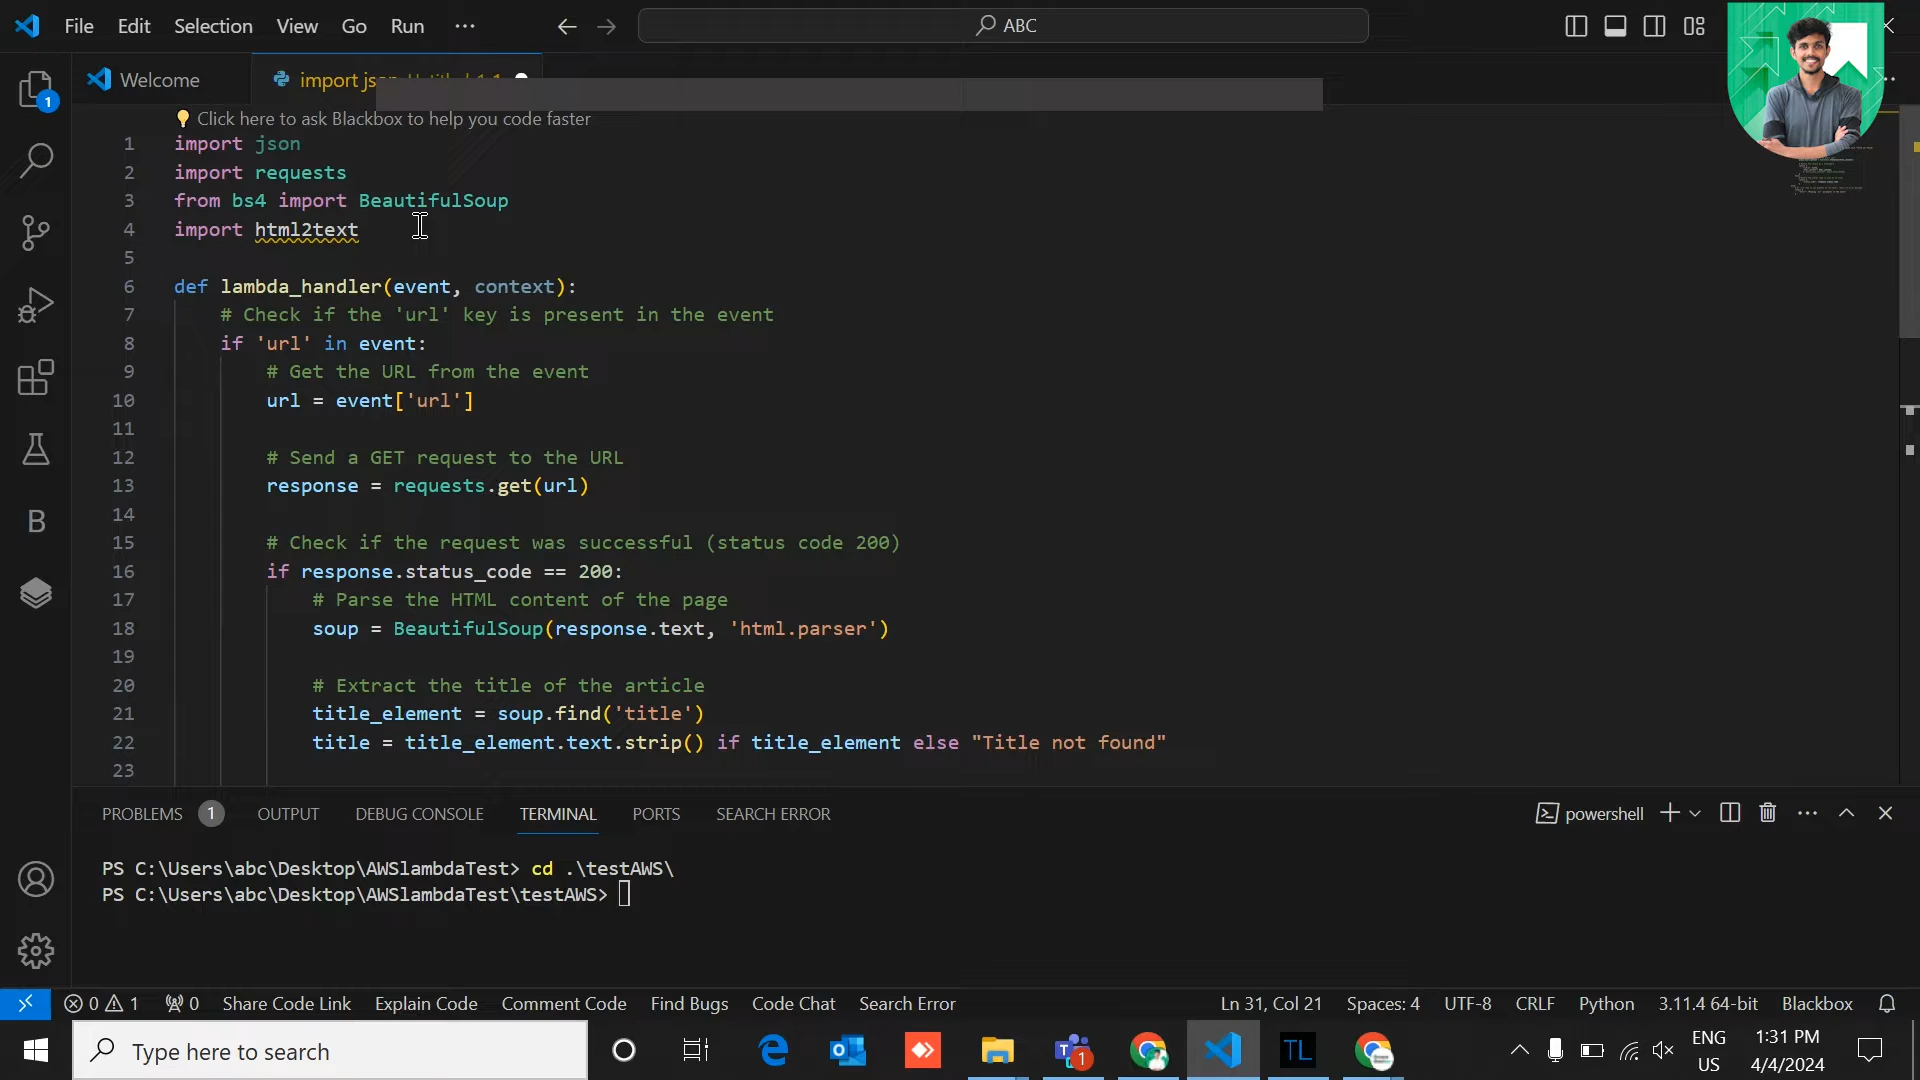 File Edit Selection View Go Run ··· ABC
Welcome import js
Click here to ask Blackbox to help you code faster
1 import json
2 import requests
3 from bs4 import BeautifulSoup
4 import html2text
5
6 def lambda_handler(event, context):
7 # Check if the 'url' key is present in the event
8 if 'url' in event:
9 # Get the URL from the event
10 url = event['url']
11
12 # Send a GET request to the URL
13 response = requests.get(url)
14
15 # Check if the request was successful (status code 200)
16 if response.status_code == 200:
17 # Parse the HTML content of the page
18 soup = BeautifulSoup(response.text, 'html.parser')
19
20 # Extract the title of the article
21 title_element = soup.find('title')
22 title = title_element.text.strip() if title_element else "Title not found"
23
PROBLEMS 1 OUTPUT DEBUG CONSOLE TERMINAL PORTS SEARCH ERROR powershell
PS C:\Users\abc\Desktop\AWSlambdaTest> cd .\testAWS\
PS C:\Users\abc\Desktop\AWSlambdaTest\testAWS>
0 1 0 Share Code Link Explain Code Comment Code Find Bugs Code Chat Search Error Ln 31, Col 21 Spaces: 4 UTF-8 CRLF Python 3.11.4 64-bit Blackbox
Type here to search TL ENG 1:31 PM
US 4/4/2024
1
B
1